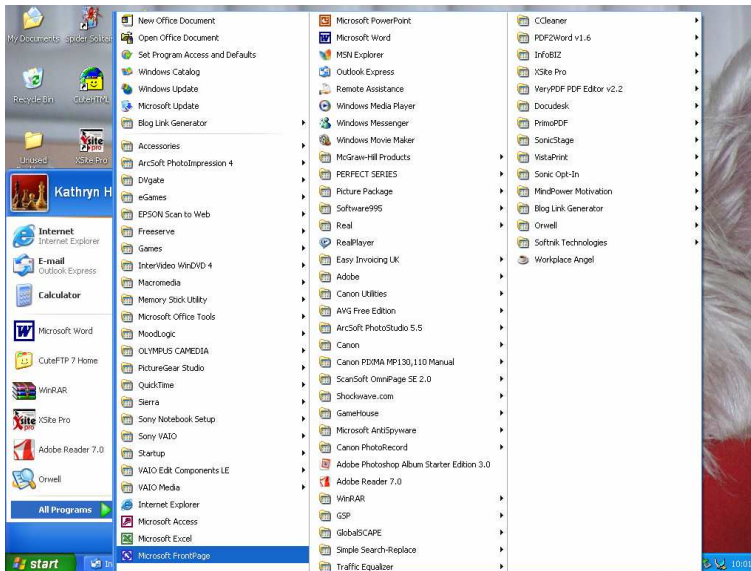 My Documents
Spider Solitai
Recycle Bin
CuteHTML
Unused
XSite Pro
Kathryn H
Internet
Internet Explorer
E-mail
Outlook Express
Calculator
Microsoft Word
CuteFTP 7 Home
WinRAR
XSite Pro
Adobe Reader 7.0
Orwell
All Programs
start
In
New Office Document
Open Office Document
Set Program Access and Defaults
Windows Catalog
Windows Update
Microsoft Update
Blog Link Generator
Accessories
ArcSoft PhotoImpression 4
DVgate
eGames
EPSON Scan to Web
Freeserve
Games
InterVideo WinDVD 4
Macromedia
Memory Stick Utility
Microsoft Office Tools
MoodLogic
OLYMPUS CAMEDIA
PictureGear Studio
QuickTime
Sierra
Sony Notebook Setup
Sony VAIO
Startup
VAIO Edit Components LE
VAIO Media
Internet Explorer
Microsoft Access
Microsoft Excel
Microsoft FrontPage
Microsoft PowerPoint
Microsoft Word
MSN Explorer
Outlook Express
Remote Assistance
Windows Media Player
Windows Messenger
Windows Movie Maker
McGraw-Hill Products
PERFECT SERIES
Picture Package
Software995
Real
RealPlayer
Easy Invoicing UK
Adobe
Canon Utilities
AVG Free Edition
ArcSoft PhotoStudio 5.5
Canon
Canon PIXMA MP130,110 Manual
ScanSoft OmniPage SE 2.0
Shockwave.com
GameHouse
Microsoft AntiSpyware
Canon PhotoRecord
Adobe Photoshop Album Starter Edition 3.0
Adobe Reader 7.0
WinRAR
GSP
GlobalSCAPE
Simple Search-Replace
Traffic Equalizer
CCleaner
PDF2Word v1.6
InfoBIZ
XSite Pro
VeryPDF PDF Editor v2.2
Docudesk
PrimoPDF
SonicStage
VistaPrint
Sonic Opt-In
MindPower Motivation
Blog Link Generator
Orwell
Softnik Technologies
Workplace Angel